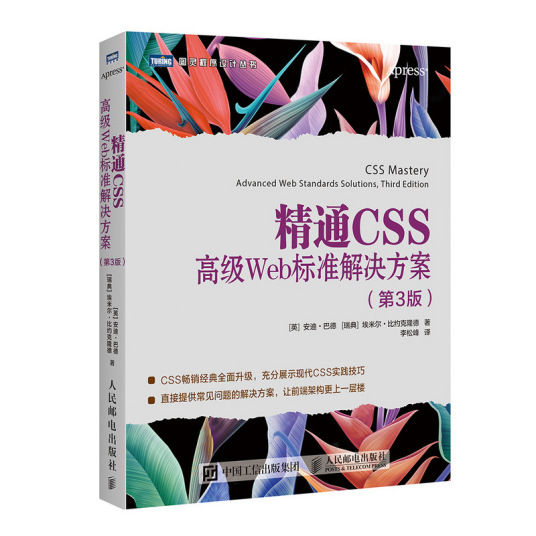 TURING 图灵程序设计丛书
Apress®
CSS Mastery
Advanced Web Standards Solutions, Third Edition
精通CSS
高级Web标准解决方案
（第3版）
[英] 安迪・巴德 [瑞典] 埃米尔・比约克隆德 著
李松峰 译
CSS畅销经典全面升级，充分展示现代CSS实践技巧
直接提供常见问题的解决方案，让前端架构更上一层楼
中国工信出版集团
人民邮电出版社
POSTS & TELECOM PRESS
TURING
Apress®
精通CSS
高级Web标准解决方案
（第3版）
[英] 安迪・巴德
[瑞典] 埃米尔・比约克隆德 著
人民邮电出版社